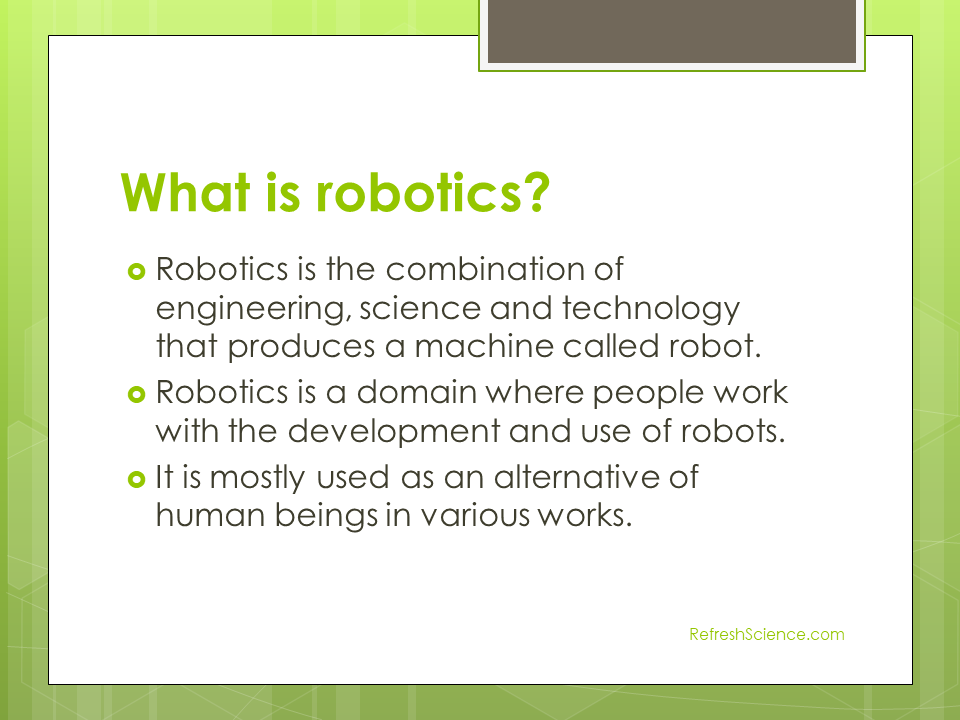 What is robotics?
Robotics is the combination of
engineering, science and technology
that produces a machine called robot.
Robotics is a domain where people work
with the development and use of robots.
It is mostly used as an alternative of
human beings in various works.
RefreshScience.com